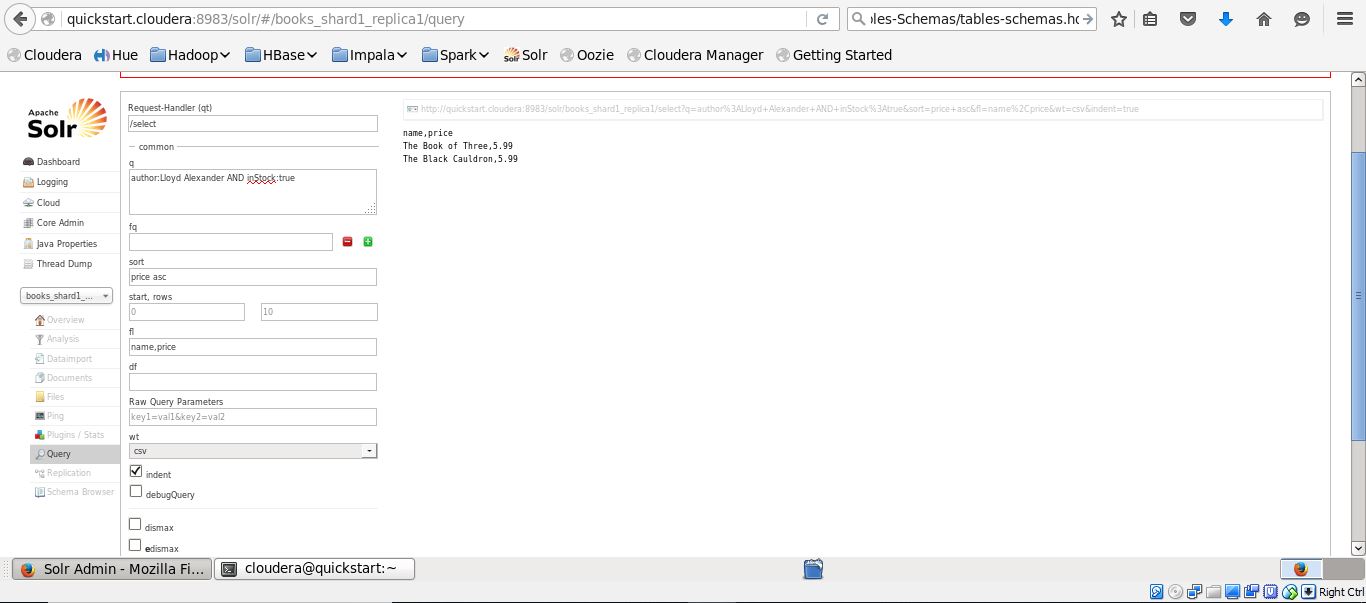 quickstart.cloudera:8983/solr/#/books_shard1_replica1/query
bles-Schemas/tables-schemas.hq
Cloudera Hue Hadoop HBase Impala Spark Solr Oozie Cloudera Manager Getting Started
Apache
Solr
Dashboard
Logging
Cloud
Core Admin
Java Properties
Thread Dump
books_shard1_...
Overview
Analysis
Dataimport
Documents
Files
Ping
Plugins / Stats
Query
Replication
Schema Browser
Request-Handler (qt)
/select
common
q
author:Lloyd Alexander AND inStock:true
fq
sort
price asc
start, rows
0 10
fl
name,price
df
Raw Query Parameters
key1=val1&key2=val2
wt
csv
indent
debugQuery
dismax
edismax
http://quickstart.cloudera:8983/solr/books_shard1_replica1/select?q=author%3ALloyd+Alexander+AND+inStock%3Atrue&sort=price+asc&fl=name%2Cprice&wt=csv&indent=true
name,price
The Book of Three,5.99
The Black Cauldron,5.99
Solr Admin - Mozilla Fi...
cloudera@quickstart:~
Right Ctrl